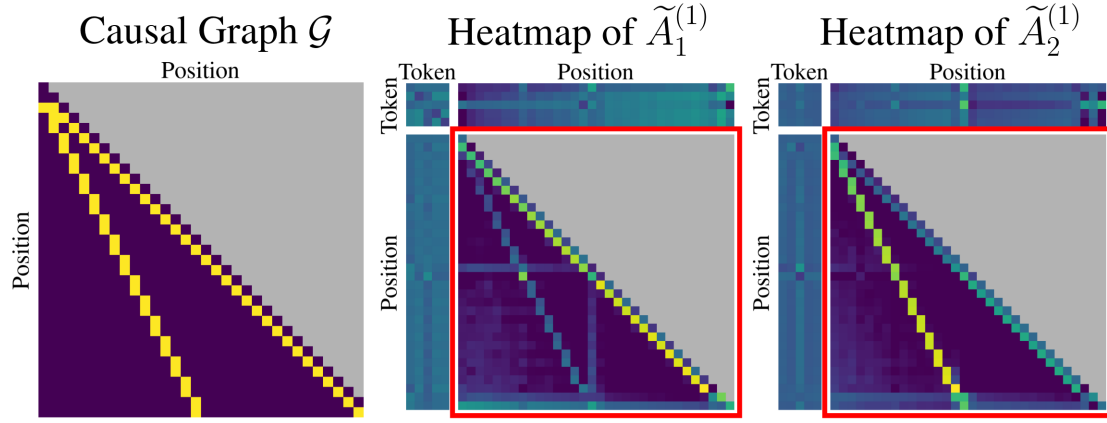 Causal Graph 𝒢
Position
Position
Heatmap of Ã₁⁽¹⁾
Token
Position
Token
Position
Heatmap of Ã₂⁽¹⁾
Token
Position
Token
Position